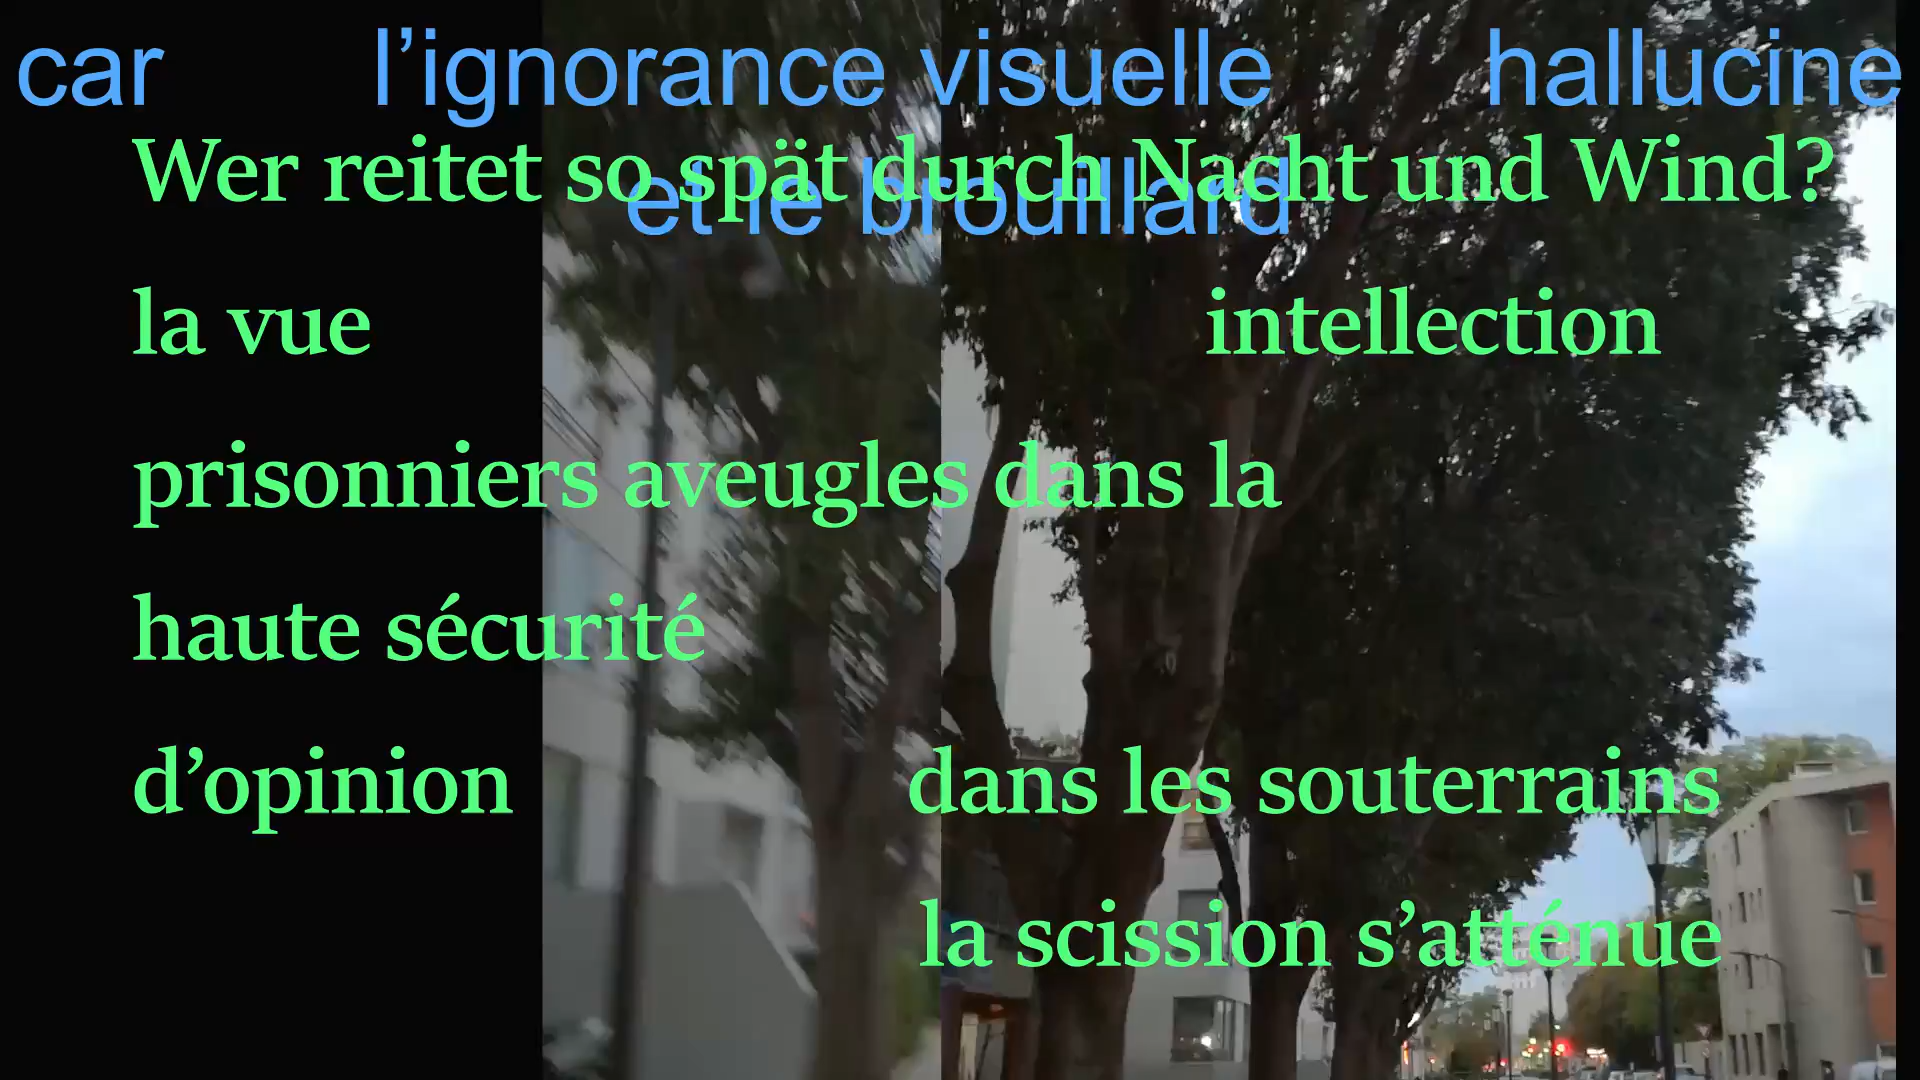 car l’ignorance visuelle hallucine
Wer reitet so spät durch Nacht und Wind?
et le brouillard
la vue intellection
prisonniers aveugles dans la
haute sécurité
d’opinion dans les souterrains
la scission s’atténue